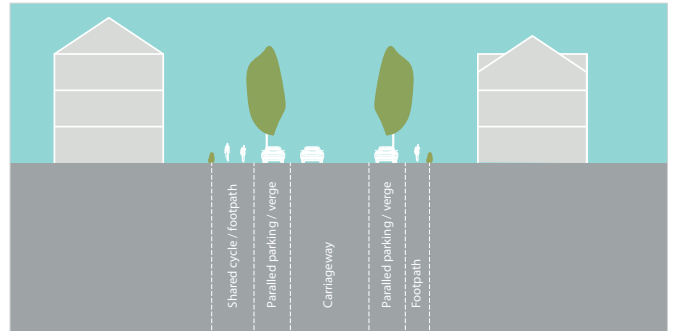 Shared cycle / footpath
Paralled parking / verge
Carriageway
Paralled parking / verge
Footpath